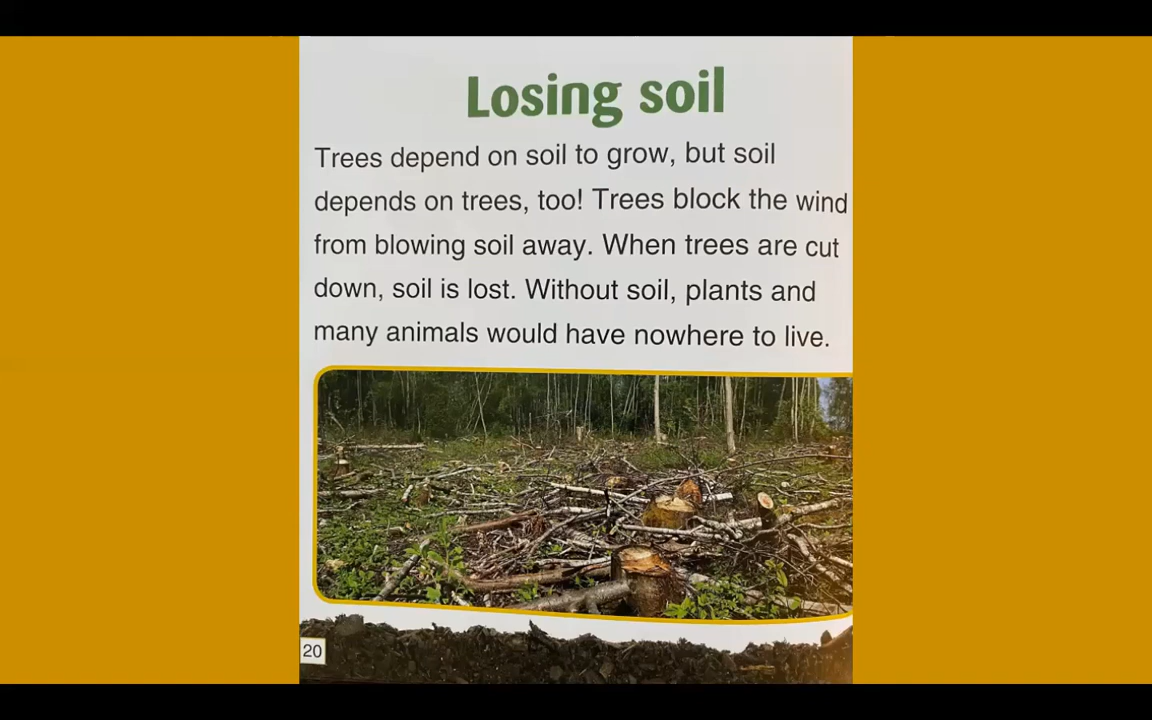 Losing soil
Trees depend on soil to grow, but soil
depends on trees, too! Trees block the wind
from blowing soil away. When trees are cut
down, soil is lost. Without soil, plants and
many animals would have nowhere to live.
20